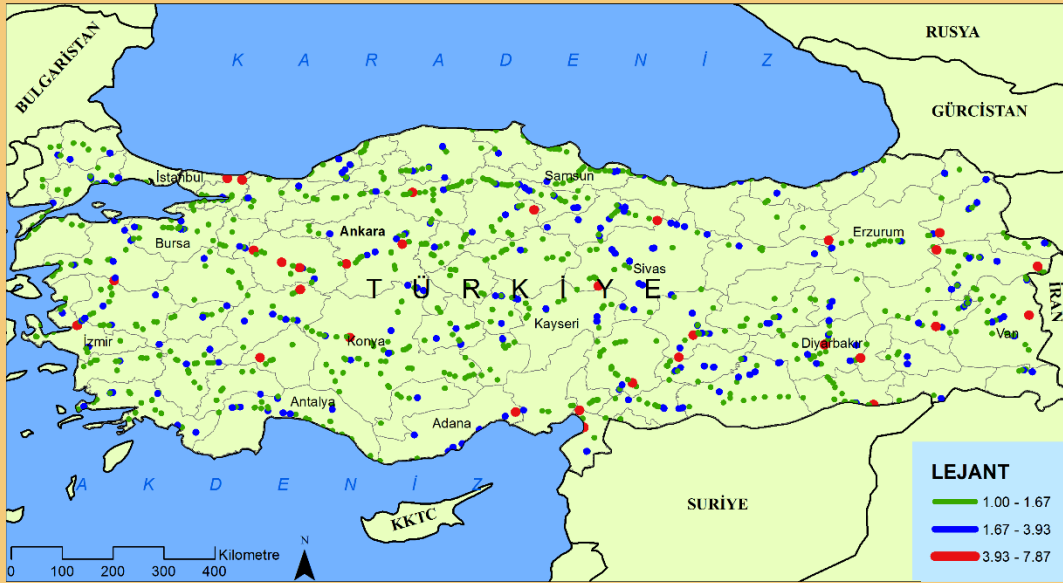 BULGARİSTAN
K A R A D E N İ Z
RUSYA
GÜRCİSTAN
İstanbul
Samsun
Bursa
Ankara
Erzurum
Sivas
T Ü R K İ Y E
İRAN
İzmir
Konya
Kayseri
Diyarbakır
Van
Antalya
Adana
A K D E N İ Z
KKTC
SURİYE
LEJANT
1.00 - 1.67
1.67 - 3.93
3.93 - 7.87
Kilometre
0 100 200 300 400
N